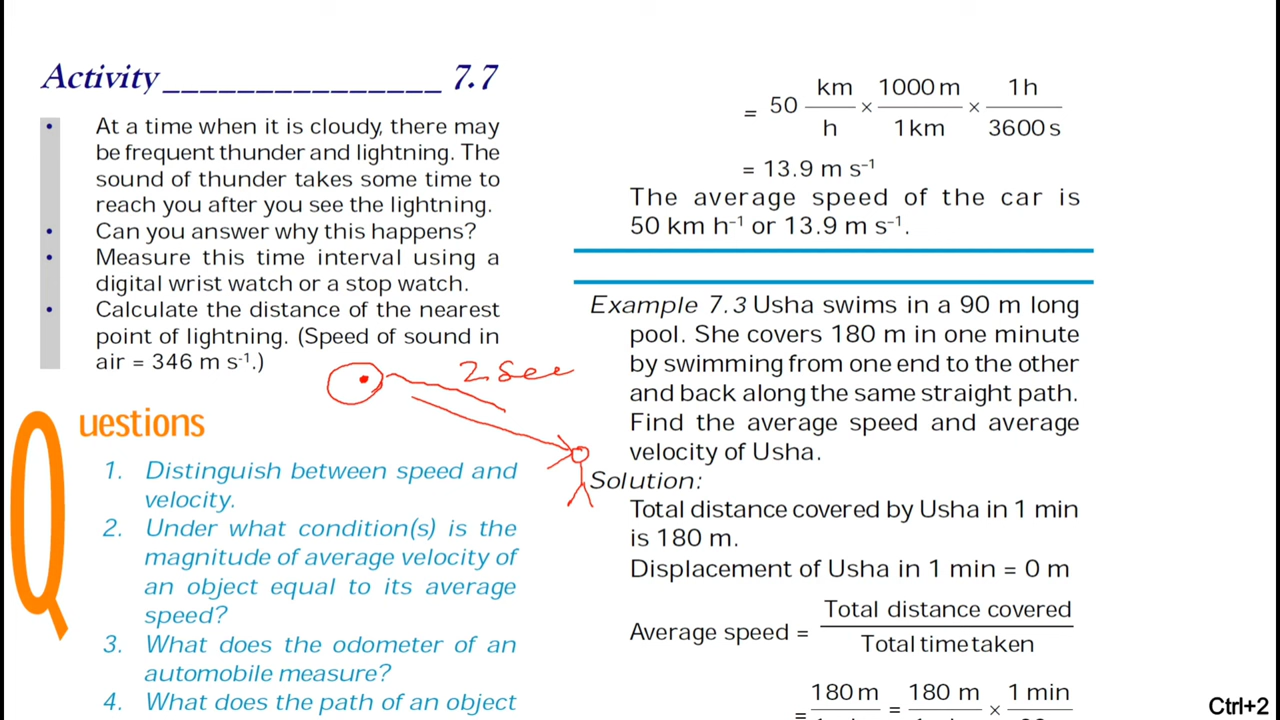 Activity_______________ 7.7
• At a time when it is cloudy, there may
be frequent thunder and lightning. The
sound of thunder takes some time to
reach you after you see the lightning.
• Can you answer why this happens?
• Measure this time interval using a
digital wrist watch or a stop watch.
• Calculate the distance of the nearest
point of lightning. (Speed of sound in
air = 346 m s⁻¹.)
2 See
Questions
1. Distinguish between speed and
velocity.
2. Under what condition(s) is the
magnitude of average velocity of
an object equal to its average
speed?
3. What does the odometer of an
automobile measure?
4. What does the path of an object
= 50 km/h × 1000 m/1 km × 1h/3600 s
= 13.9 m s⁻¹
The average speed of the car is
50 km h⁻¹ or 13.9 m s⁻¹.
Example 7.3 Usha swims in a 90 m long
pool. She covers 180 m in one minute
by swimming from one end to the other
and back along the same straight path.
Find the average speed and average
velocity of Usha.
Solution:
Total distance covered by Usha in 1 min
is 180 m.
Displacement of Usha in 1 min = 0 m
Average speed = Total distance covered / Total time taken
= 180 m = 180 m × 1 min
Ctrl+2